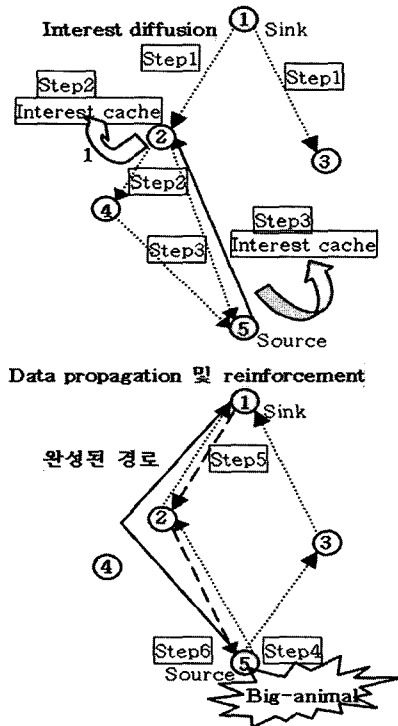 Interest diffusion
① Sink
Step1
Step1
Step2
Interest cache
1
②
③
Step2
④
Step3
Step3
Interest cache
⑤
Source
Data propagation 및 reinforcement
① Sink
완성된 경로
Step5
②
③
④
Step6
Step4
Source
⑤
Big-animal